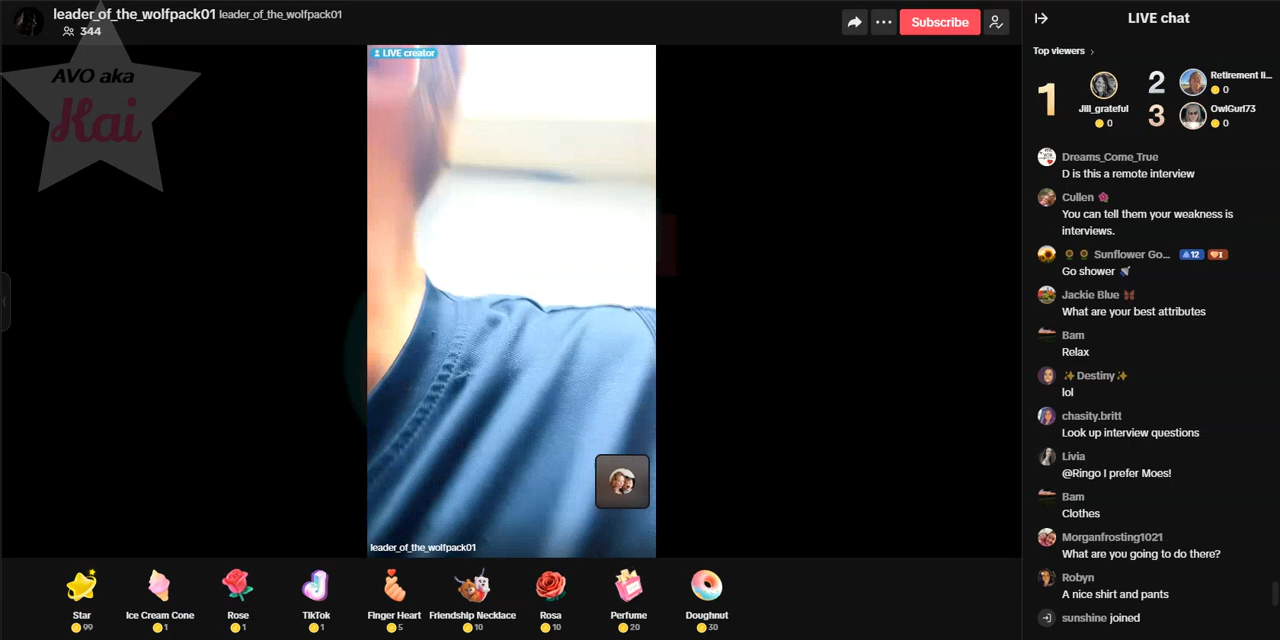 leader_of_the_wolfpack01 leader_of_the_wolfpack01
344
Subscribe
AVO aka
Kai
LIVE creator
leader_of_the_wolfpack01
Star
99
Ice Cream Cone
1
Rose
1
TikTok
1
Finger Heart
5
Friendship Necklace
10
Rosa
10
Perfume
20
Doughnut
30
LIVE chat
Top viewers
1
Jill_grateful
0
2
Retirement li...
0
3
OwlGurl73
0
Dreams_Come_True
D is this a remote interview
Cullen
You can tell them your weakness is
interviews.
Sunflower Go... 12 1
Go shower
Jackie Blue
What are your best attributes
Bam
Relax
✨Destiny✨
lol
chasity.britt
Look up interview questions
Livia
@Ringo I prefer Moes!
Bam
Clothes
Morganfrosting1021
What are you going to do there?
Robyn
A nice shirt and pants
sunshine joined